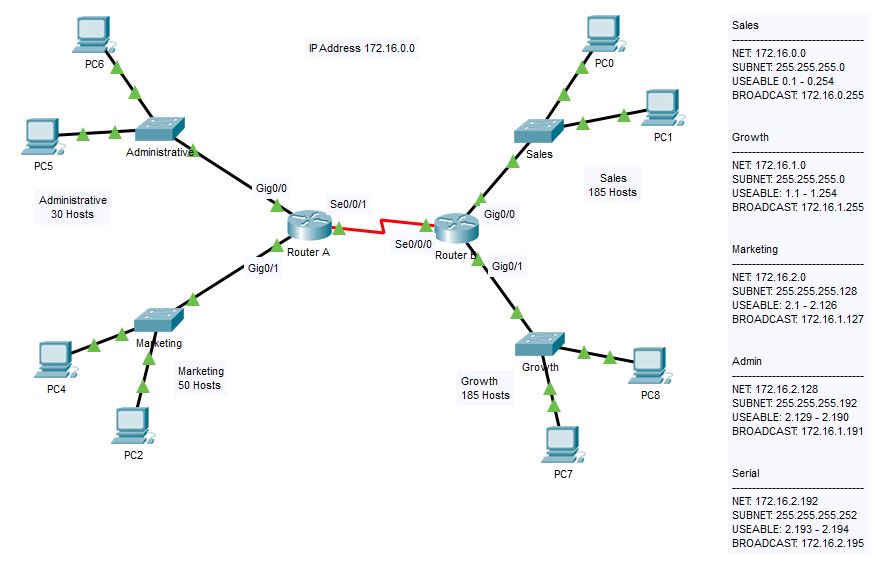 IP Address 172.16.0.0
PC6
PC5
Administrative
Administrative
30 Hosts
Gig0/0
Se0/0/1
Router A
Gig0/1
Marketing
Marketing
50 Hosts
PC4
PC2
PC0
PC1
Sales
Sales
185 Hosts
Gig0/0
Se0/0/0
Router B
Gig0/1
Growth
Growth
185 Hosts
PC8
PC7
Sales
--------------------------------
NET: 172.16.0.0
SUBNET: 255.255.255.0
USEABLE 0.1 - 0.254
BROADCAST: 172.16.0.255
Growth
--------------------------------
NET: 172.16.1.0
SUBNET: 255.255.255.0
USEABLE: 1.1 - 1.254
BROADCAST: 172.16.1.255
Marketing
--------------------------------
NET: 172.16.2.0
SUBNET: 255.255.255.128
USEABLE: 2.1 - 2.126
BROADCAST: 172.16.1.127
Admin
--------------------------------
NET: 172.16.2.128
SUBNET: 255.255.255.192
USEABLE: 2.129 - 2.190
BROADCAST: 172.16.1.191
Serial
--------------------------------
NET: 172.16.2.192
SUBNET: 255.255.255.252
USEABLE: 2.193 - 2.194
BROADCAST: 172.16.2.195